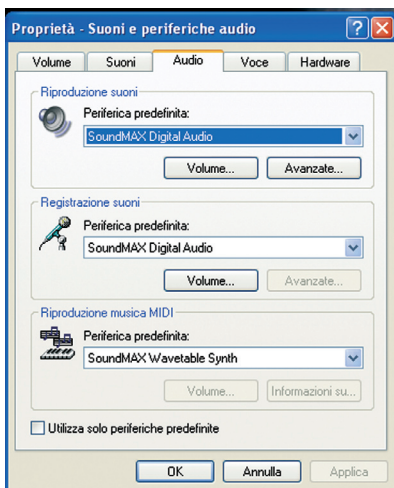 Proprietà - Suoni e periferiche audio
Volume Suoni Audio Voce Hardware
Riproduzione suoni
Periferica predefinita:
SoundMAX Digital Audio
Volume... Avanzate...
Registrazione suoni
Periferica predefinita:
SoundMAX Digital Audio
Volume... Avanzate...
Riproduzione musica MIDI
Periferica predefinita:
SoundMAX Wavetable Synth
Volume... Informazioni su...
Utilizza solo periferiche predefinite
OK Annulla Applica